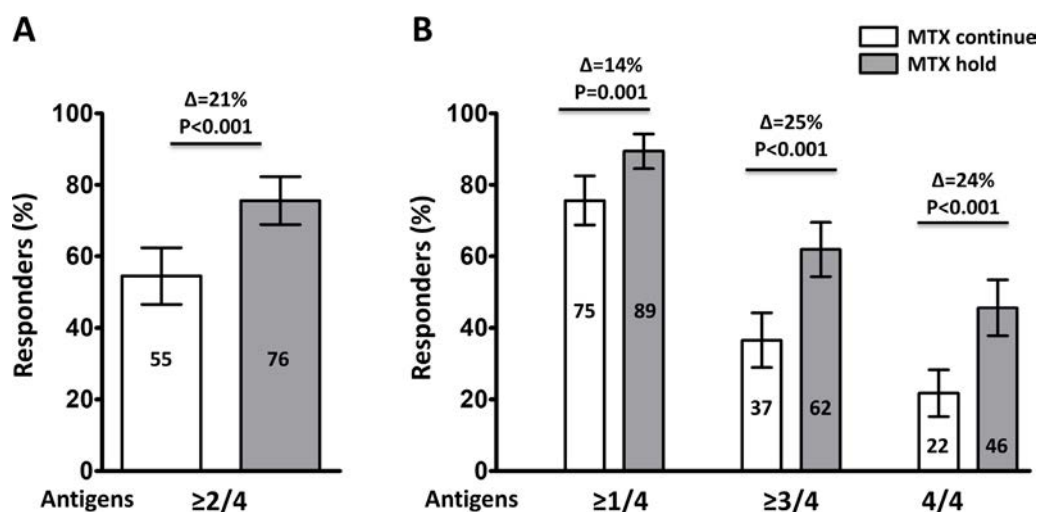 A
Δ=21%
P<0.001
100
80
60
40
20
0
Responders (%)
55
76
Antigens
≥2/4
B
MTX continue
MTX hold
Δ=14%
P=0.001
Δ=25%
P<0.001
Δ=24%
P<0.001
100
80
60
40
20
0
Responders (%)
75
89
37
62
22
46
Antigens
≥1/4
≥3/4
4/4